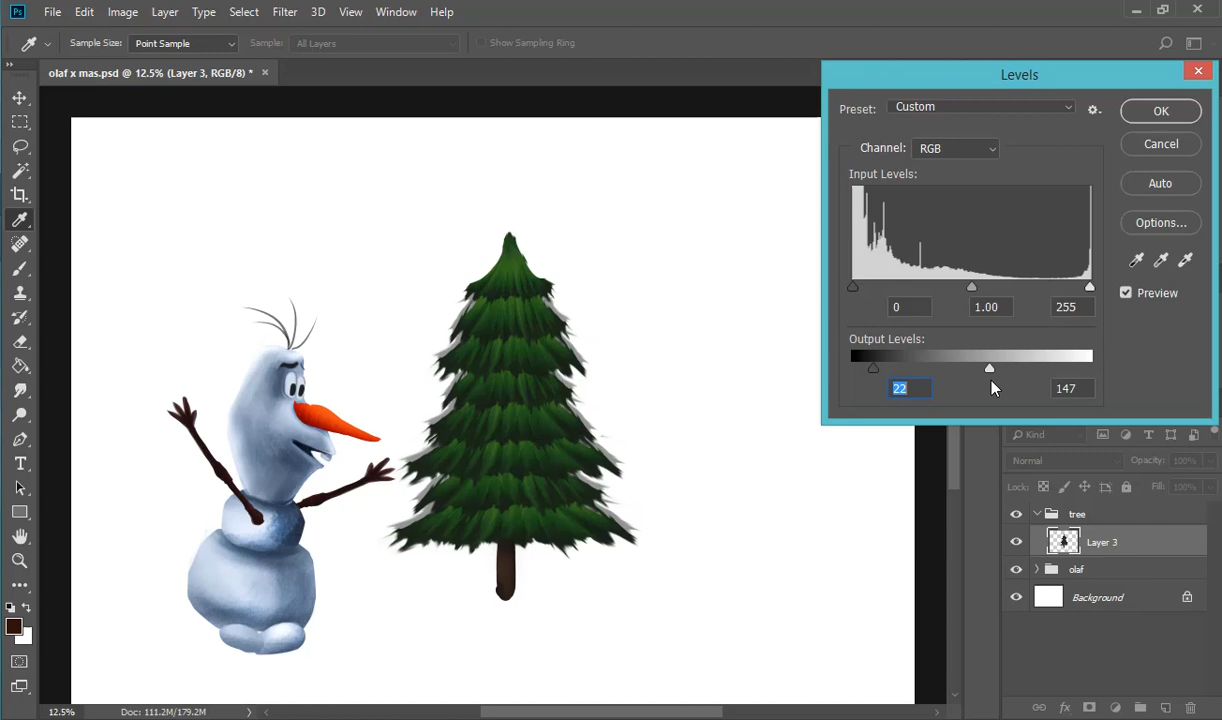 Ps File Edit Image Layer Type Select Filter 3D View Window Help
Sample Size: Point Sample Sample: All Layers Show Sampling Ring
olaf x mas.psd @ 12.5% (Layer 3, RGB/8) * ×
Levels
Preset: Custom
OK
Channel: RGB
Cancel
Input Levels:
Auto
Options...
Preview
0 1.00 255
Output Levels:
22 147
Kind
Normal Opacity: 100%
Lock: Fill: 100%
tree
Layer 3
olaf
Background
12.5% Doc: 111.2M/179.2M